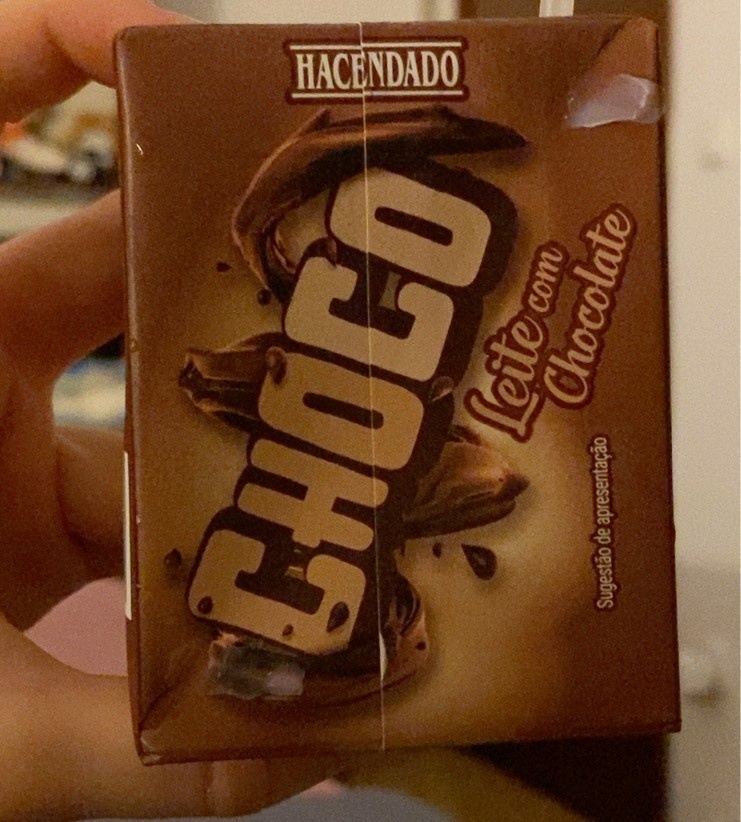 HACENDADO
CHOCO
Leite com
Chocolate
Sugestão de apresentação